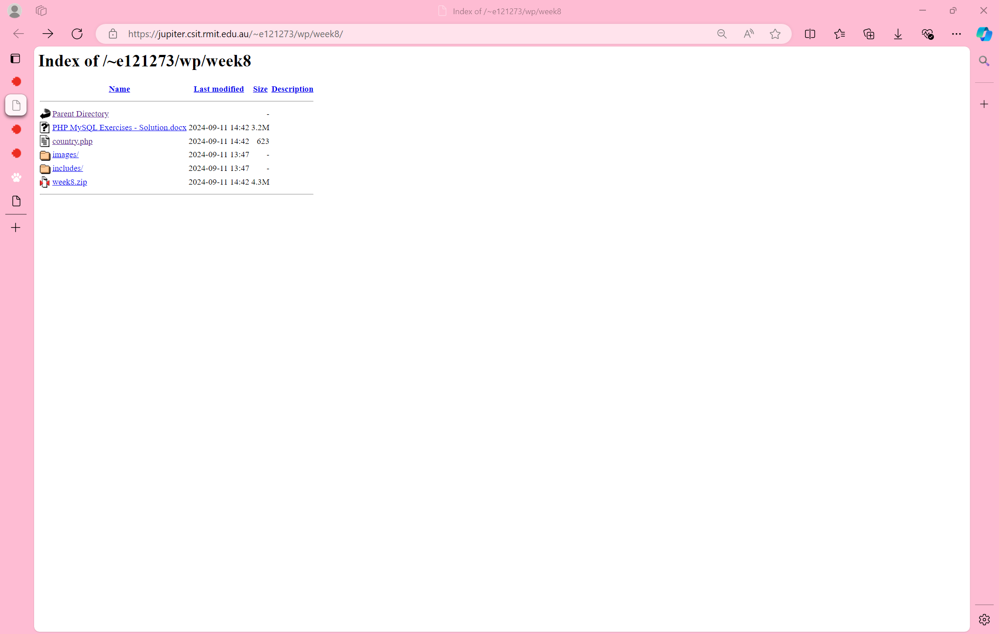 Index of /~e121273/wp/week8
https://jupiter.csit.rmit.edu.au/~e121273/wp/week8/
Index of /~e121273/wp/week8
Name Last modified Size Description
Parent Directory -
PHP MySQL Exercises - Solution.docx 2024-09-11 14:42 3.2M
country.php 2024-09-11 14:42 623
images/ 2024-09-11 13:47 -
includes/ 2024-09-11 13:47 -
week8.zip 2024-09-11 14:42 4.3M